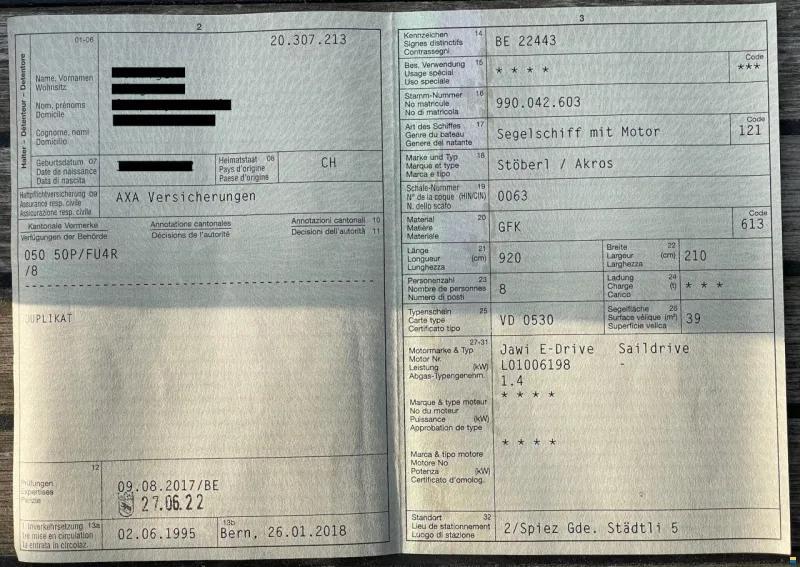 2
01-06
20.307.213
Halter – Détenteur – Detentore
Name, Vornamen
Wohnsitz
Nom, prénoms
Domicile
Cognome, nomi
Domicilio
Geburtsdatum 07
Date de naissance
Data di nascita
Heimatstaat 08
Pays d'origine
Paese d'origine
CH
Haftpflichtversicherung 09
Assurance resp. civile
Assicurazione resp. civile
AXA Versicherungen
Kantonale Vermerke
Annotations cantonales
Annotazioni cantonali 10
Verfügungen der Behörde
Décisions de l'autorité
Decisioni dell'autorità 11
050 50P/FU4R
/8
DUPLIKAT
12
Prüfungen
Expertises
Perizie
09.08.2017/BE
27.06.22
1. Inverkehrsetzung 13a
1re mise en circulation
1a entrata in circolaz.
02.06.1995
13b
Bern, 26.01.2018
3
Kennzeichen 14
Signes distinctifs
Contrassegni
BE 22443
Bes. Verwendung 15
Usage spécial
Uso speciale
* * * *
Code
***
Stamm-Nummer 16
No matricule
No di matricola
990.042.603
Art des Schiffes 17
Genre du bateau
Genere del natante
Segelschiff mit Motor
Code
121
Marke und Typ 18
Marque et type
Marca e tipo
Stöberl / Akros
Schale-Nummer 19
N° de la coque (HIN/CIN)
N. dello scafo
0063
Material 20
Matière
Materiale
GFK
Code
613
Länge 21
Longueur (cm)
Lunghezza
920
Breite 22
Largeur (cm)
Larghezza
210
Personenzahl 23
Nombre de personnes
Numero di posti
8
Ladung 24
Charge (t)
Carico
* * *
Typenschein 25
Carte type
Certificato tipo
VD 0530
Segelfläche 26
Surface vélique (m²)
Superficie velica
39
27-31
Motormarke & Typ
Motor Nr.
Leistung (kW)
Abgas-Typengenehm.
Jawi E-Drive Saildrive
L01006198 -
1.4
* * * *
Marque & type moteur
No du moteur
Puissance (kW)
Approbation de type
* * * *
Marca & tipo motore
Motore No
Potenza (kW)
Certificato d'omolog.
Standort 32
Lieu de stationnement
Luogo di stazione
2/Spiez Gde. Städtli 5